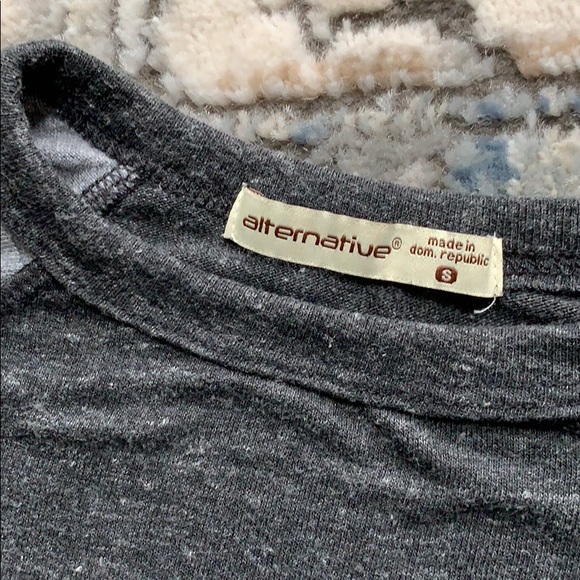 alternative®
made in
dom. republic
S